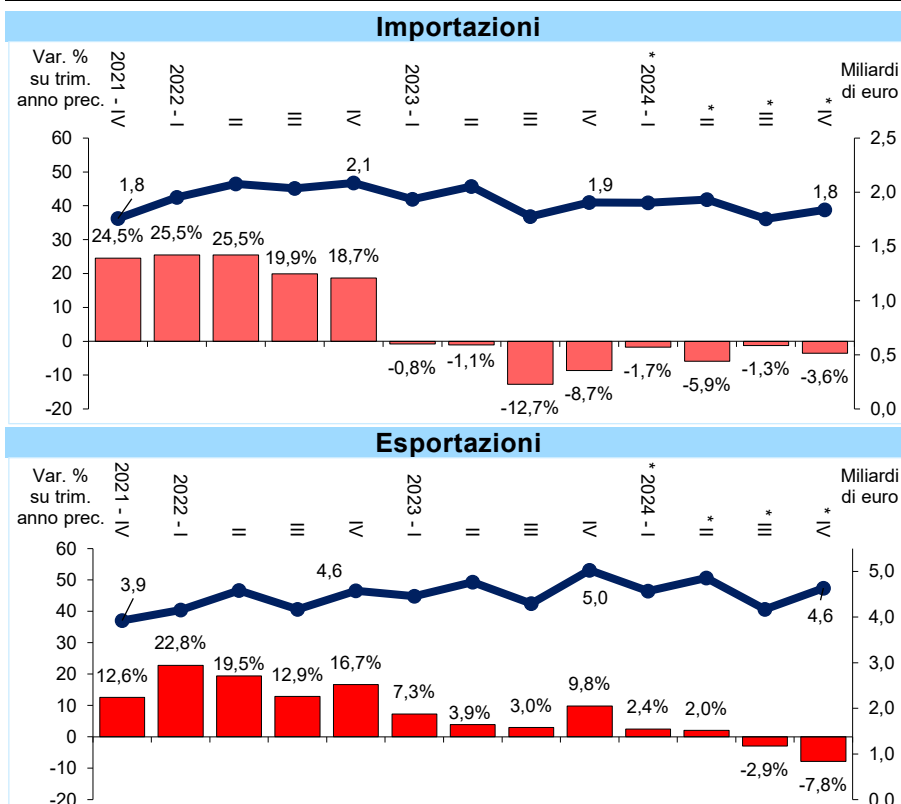 Importazioni
Var. %
su trim.
anno prec.
2021 - IV
2022 - I
II
III
IV
2023 - I
II
III
IV
* 2024 - I
* II
* III
* IV
Miliardi
di euro
60
50
40
30
20
10
0
-10
-20
2,5
2,0
1,5
1,0
0,5
0,0
1,8
2,1
1,9
1,8
24,5%
25,5%
25,5%
19,9%
18,7%
-0,8%
-1,1%
-12,7%
-8,7%
-1,7%
-5,9%
-1,3%
-3,6%
Esportazioni
Var. %
su trim.
anno prec.
2021 - IV
2022 - I
II
III
IV
2023 - I
II
III
IV
* 2024 - I
* II
* III
* IV
Miliardi
di euro
60
50
40
30
20
10
0
-10
-20
5,0
4,0
3,0
2,0
1,0
0,0
3,9
4,6
5,0
4,6
12,6%
22,8%
19,5%
12,9%
16,7%
7,3%
3,9%
3,0%
9,8%
2,4%
2,0%
-2,9%
-7,8%